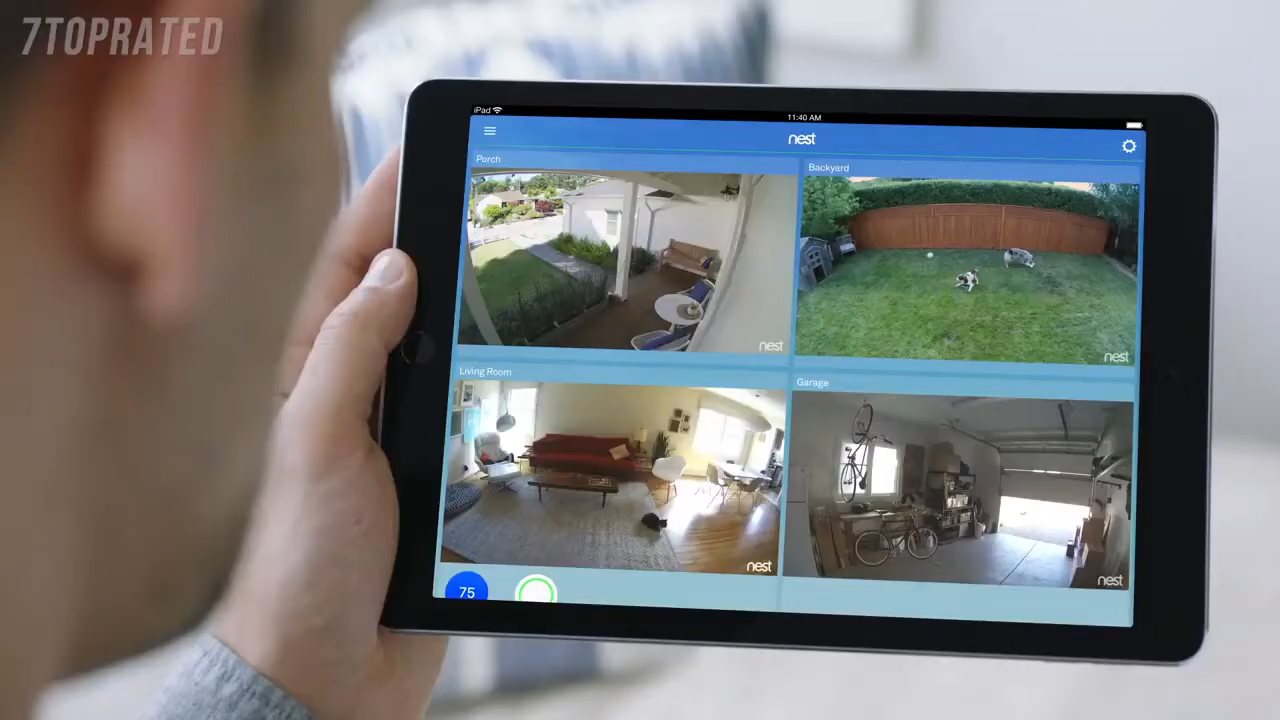 7TOPRATED
iPad
11:40 AM
nest
Porch
Backyard
nest
nest
Living Room
Garage
nest
nest
75